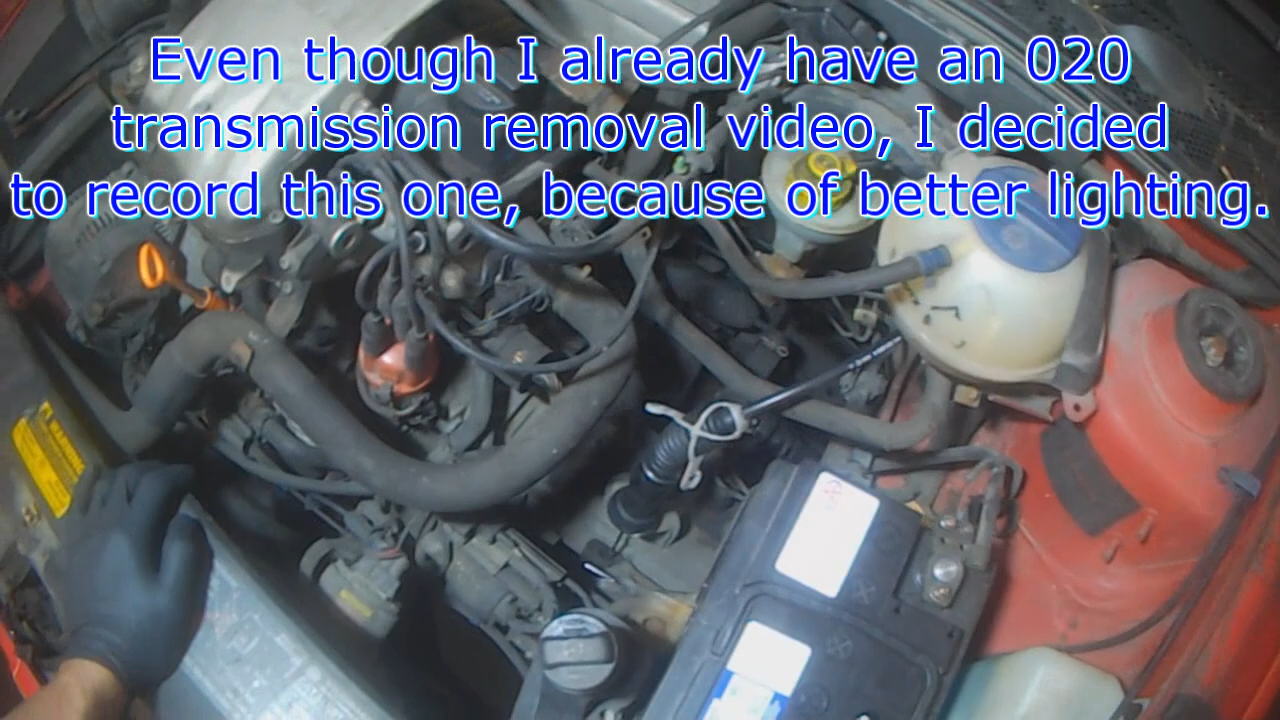 Even though I already have an 020
transmission removal video, I decided
to record this one, because of better lighting.